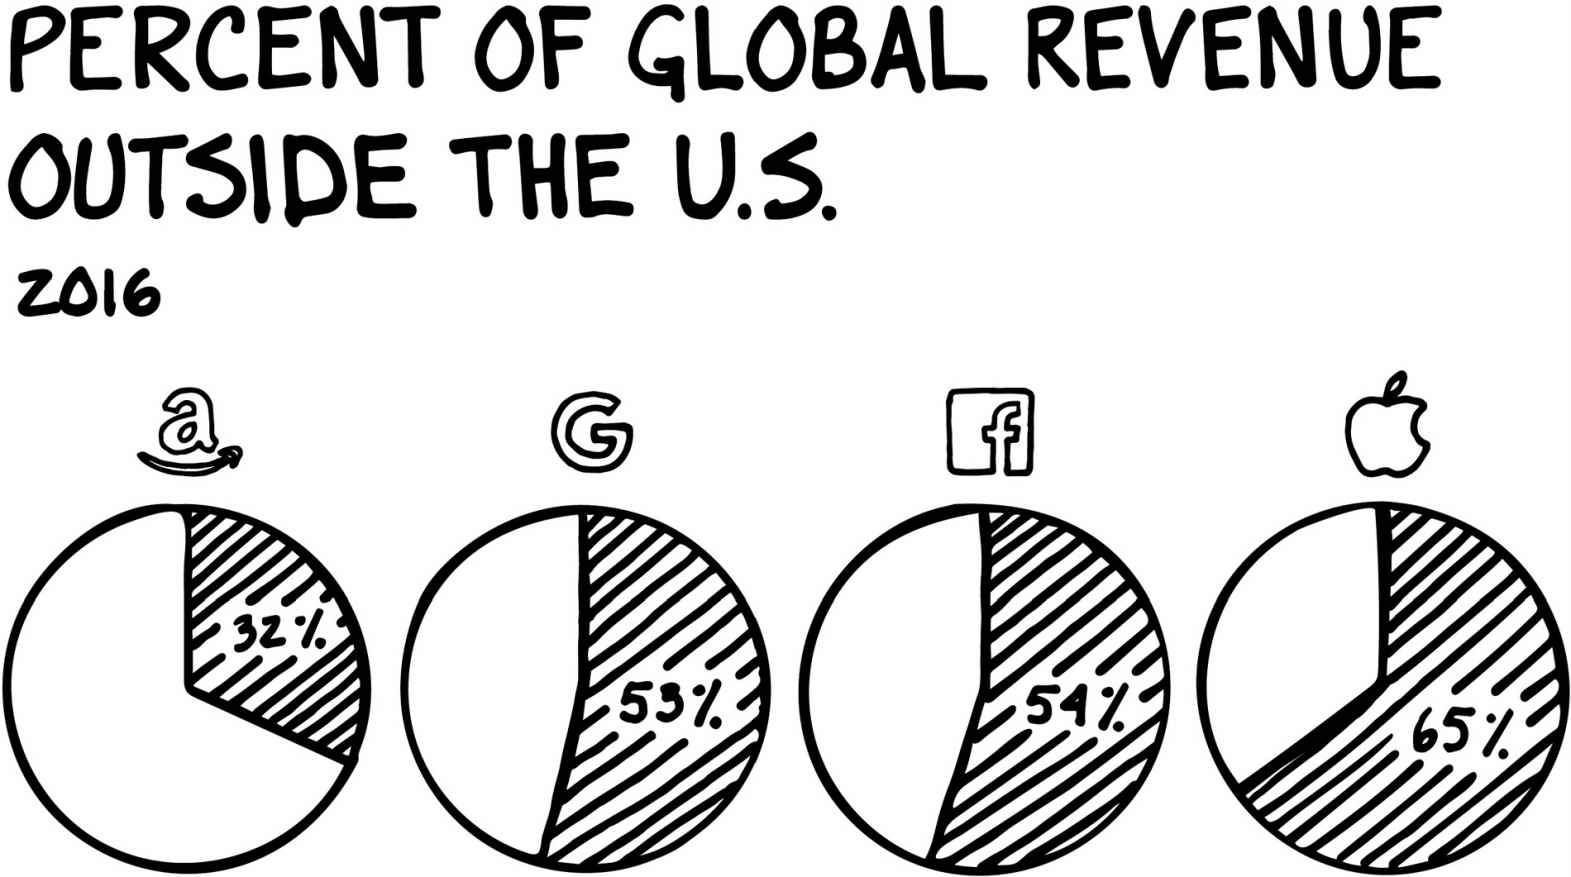 PERCENT OF GLOBAL REVENUE
OUTSIDE THE U.S.
2016
a G f
32% 53% 54% 65%